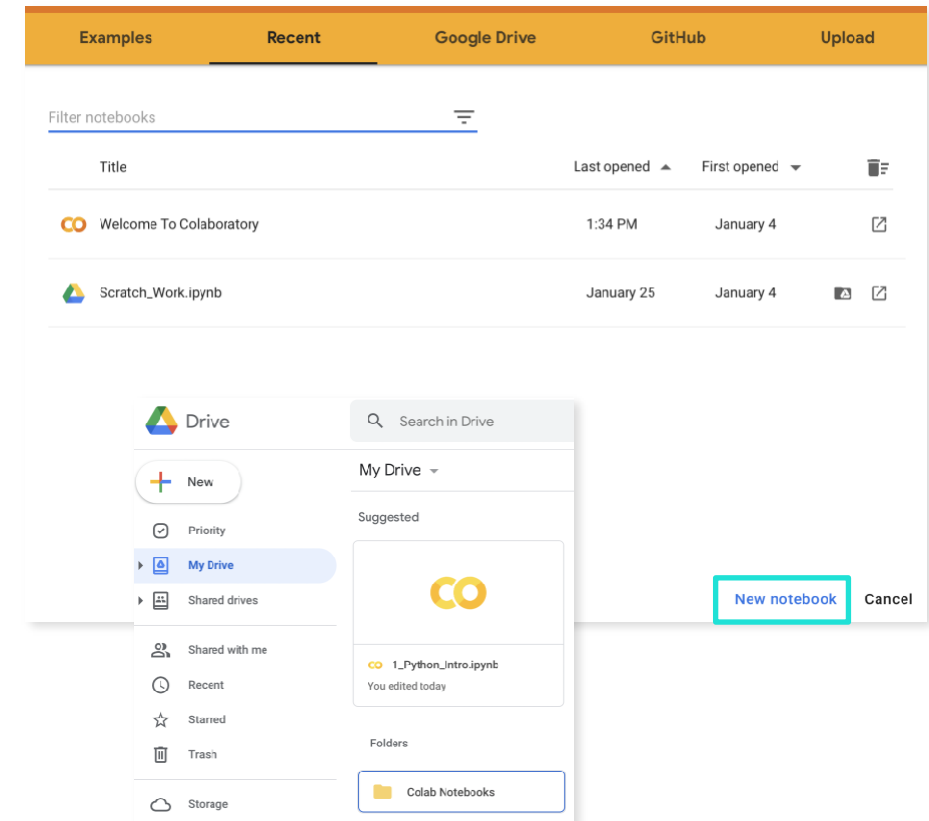 Examples Recent Google Drive GitHub Upload
Filter notebooks
Title Last opened First opened
Welcome To Colaboratory 1:34 PM January 4
Scratch_Work.ipynb January 25 January 4
Drive Search in Drive
New My Drive
Priority Suggested
My Drive
Shared drives
New notebook Cancel
Shared with me
1_Python_Intro.ipynb
Recent You edited today
Starred
Folders
Trash
Colab Notebooks
Storage